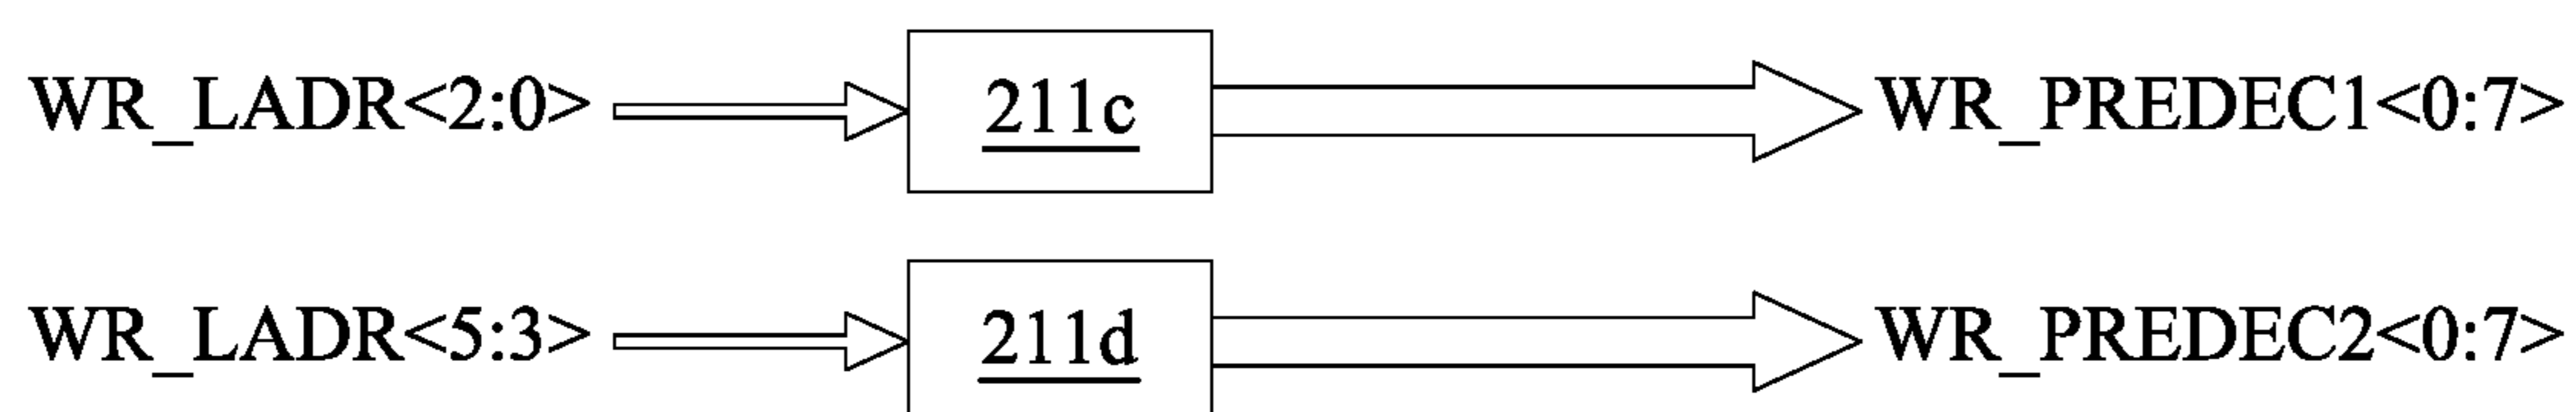 WR_LADR<2:0> 211c WR_PREDEC1<0:7>
WR_LADR<5:3> 211d WR_PREDEC2<0:7>